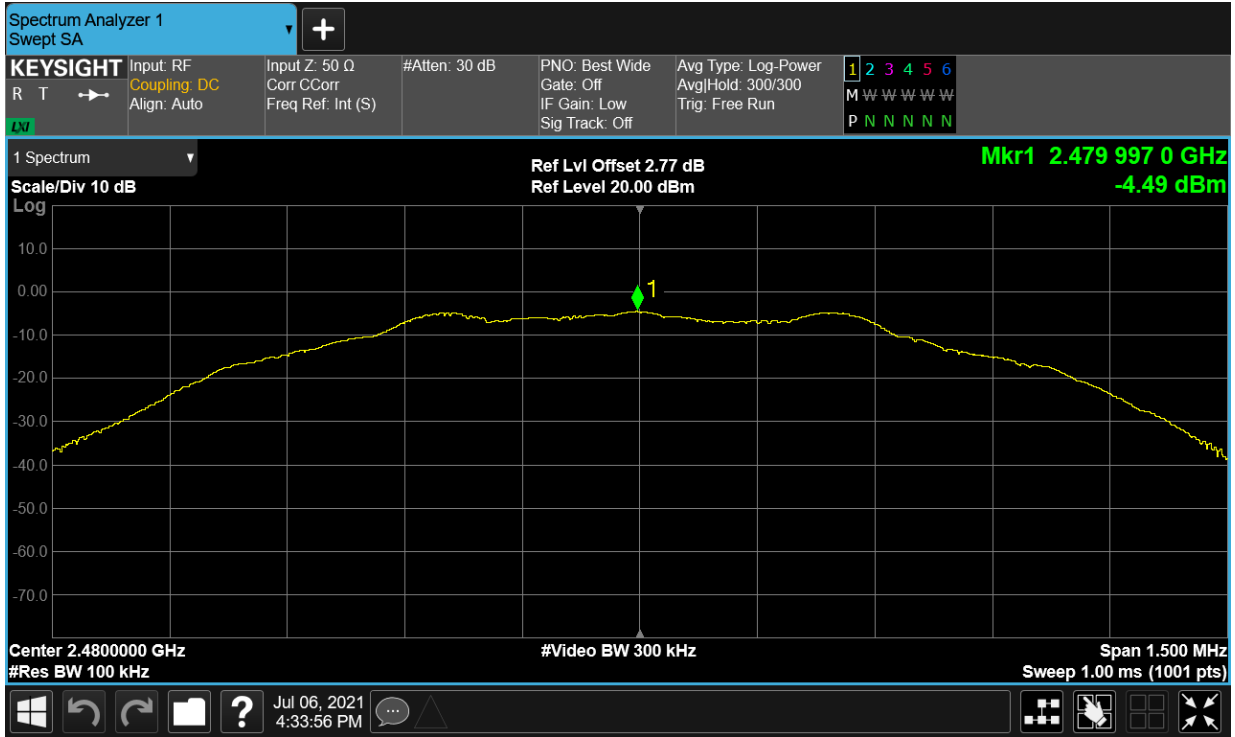 Spectrum Analyzer 1
Swept SA
KEYSIGHT
R T
LXI
Input: RF
Coupling: DC
Align: Auto
Input Z: 50 Ω
Corr CCorr
Freq Ref: Int (S)
#Atten: 30 dB
PNO: Best Wide
Gate: Off
IF Gain: Low
Sig Track: Off
Avg Type: Log-Power
Avg|Hold: 300/300
Trig: Free Run
1 2 3 4 5 6
M W W W W W
P N N N N N
1 Spectrum
Scale/Div 10 dB
Log
Ref Lvl Offset 2.77 dB
Ref Level 20.00 dBm
Mkr1 2.479 997 0 GHz
-4.49 dBm
10.0
0.00
-10.0
-20.0
-30.0
-40.0
-50.0
-60.0
-70.0
1
Center 2.4800000 GHz
#Res BW 100 kHz
#Video BW 300 kHz
Span 1.500 MHz
Sweep 1.00 ms (1001 pts)
?
Jul 06, 2021
4:33:56 PM